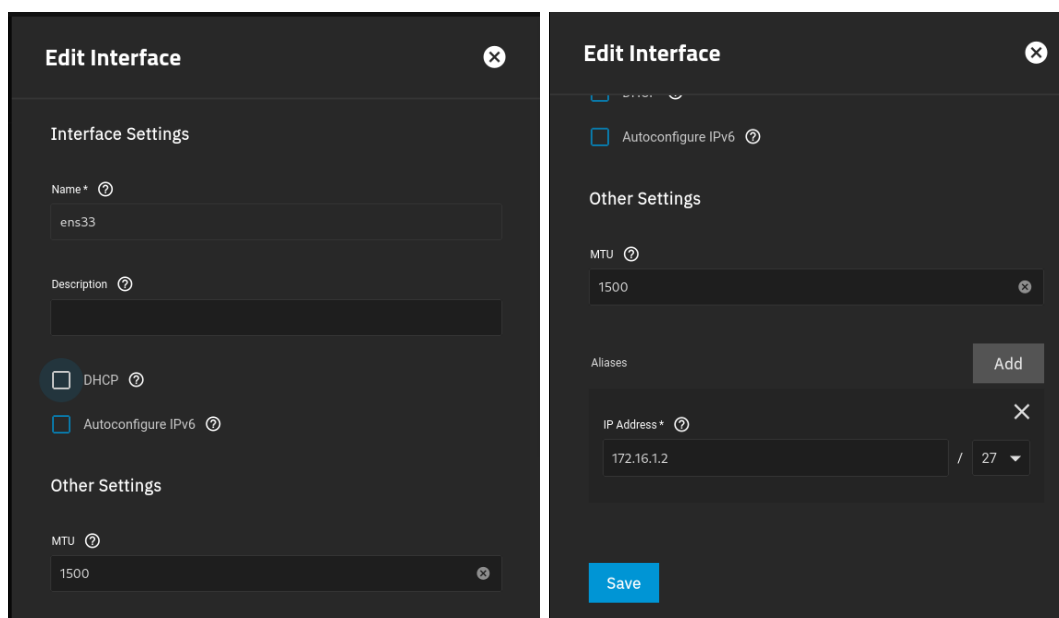 Edit Interface
Interface Settings
Name*
ens33
Description
DHCP
Autoconfigure IPv6
Other Settings
MTU
1500
Edit Interface
DHCP
Autoconfigure IPv6
Other Settings
MTU
1500
Aliases
Add
IP Address*
172.16.1.2 / 27
Save